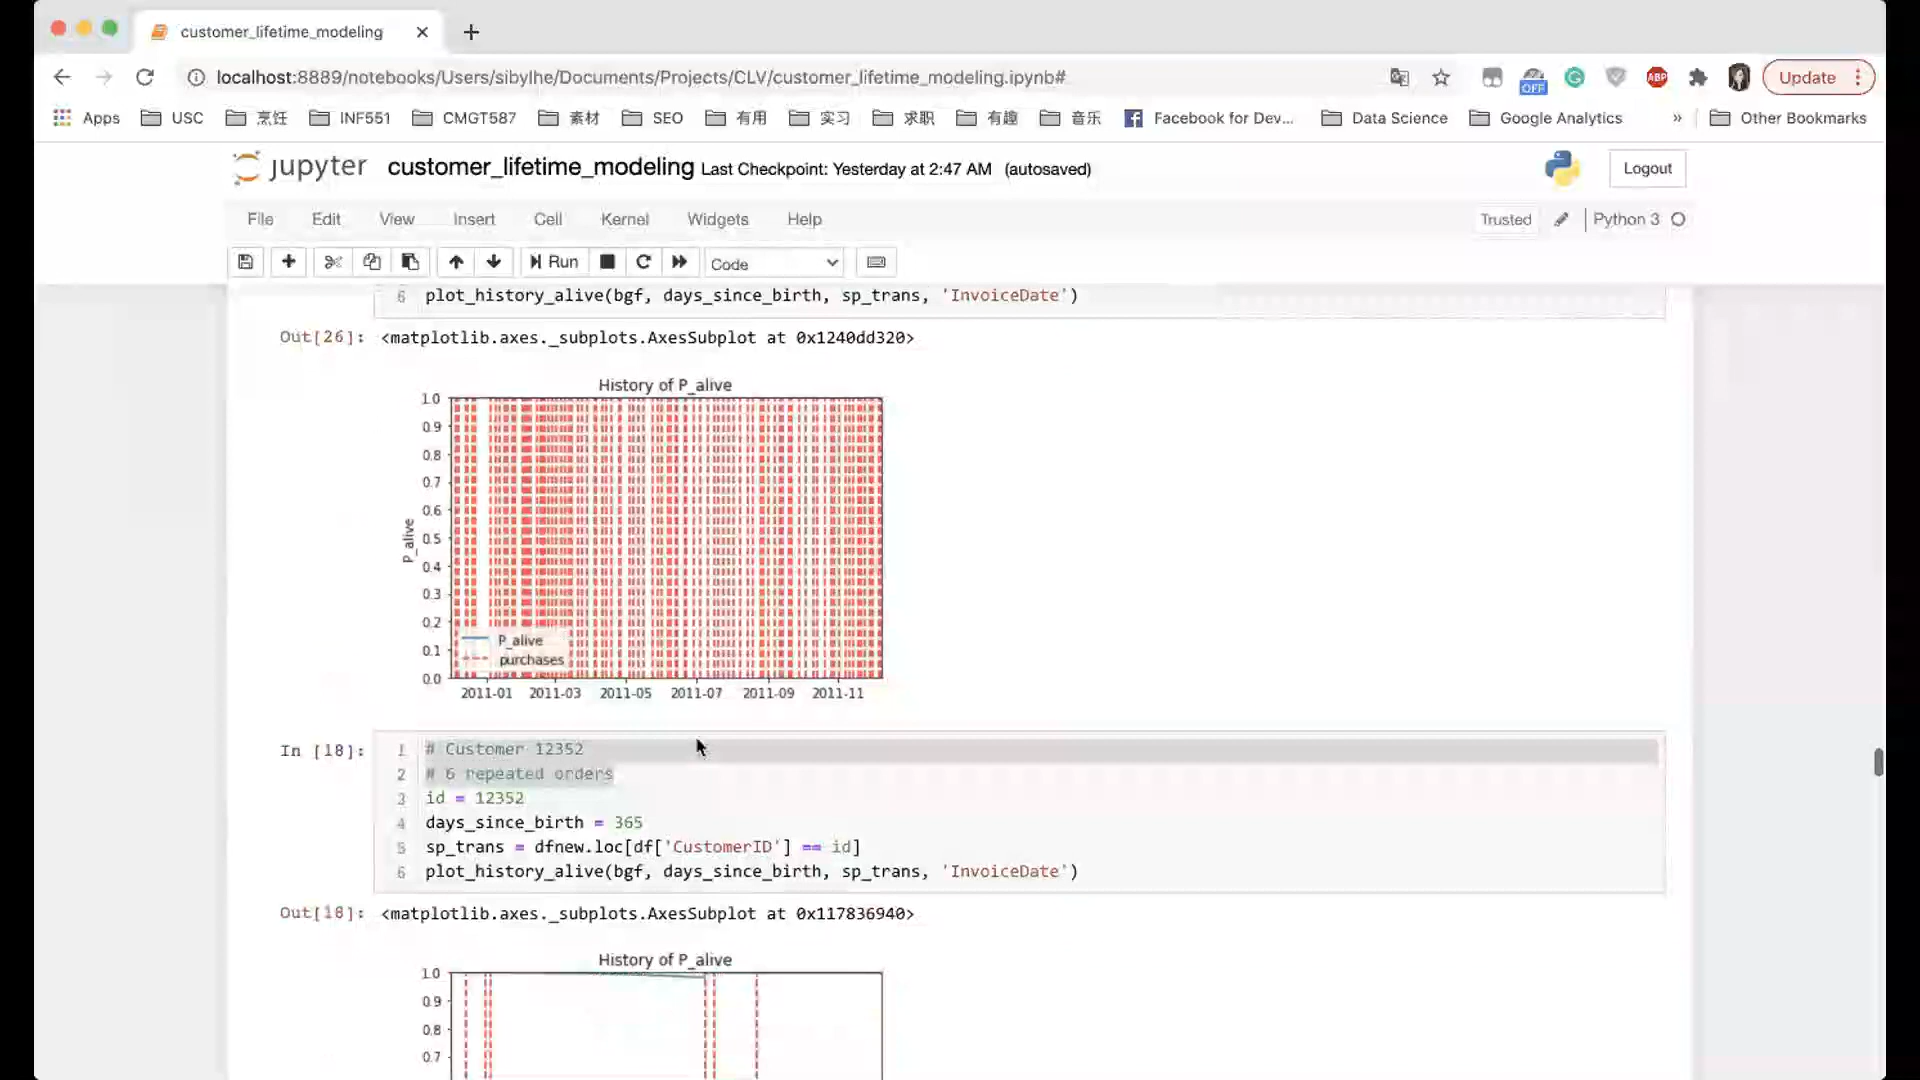 customer_lifetime_modeling
localhost:8889/notebooks/Users/sibylhe/Documents/Projects/CLV/customer_lifetime_modeling.ipynb#
OFF
ABP
Update
Apps USC 烹饪 INF551 CMGT587 素材 SEO 有用 实习 求职 有趣 音乐 Facebook for Dev... Data Science Google Analytics » Other Bookmarks
jupyter customer_lifetime_modeling Last Checkpoint: Yesterday at 2:47 AM (autosaved)
Logout
File Edit View Insert Cell Kernel Widgets Help
Trusted Python 3
Run Code
6 plot_history_alive(bgf, days_since_birth, sp_trans, 'InvoiceDate')
Out[26]: <matplotlib.axes._subplots.AxesSubplot at 0x1240dd320>
History of P_alive
1.0
0.9
0.8
0.7
0.6
0.5
0.4
0.3
0.2
0.1
0.0
P_alive
P_alive
purchases
2011-01 2011-03 2011-05 2011-07 2011-09 2011-11
In [18]: 1 # Customer 12352
2 # 6 repeated orders
3 id = 12352
4 days_since_birth = 365
5 sp_trans = dfnew.loc[df['CustomerID'] == id]
6 plot_history_alive(bgf, days_since_birth, sp_trans, 'InvoiceDate')
Out[18]: <matplotlib.axes._subplots.AxesSubplot at 0x117836940>
History of P_alive
1.0
0.9
0.8
0.7